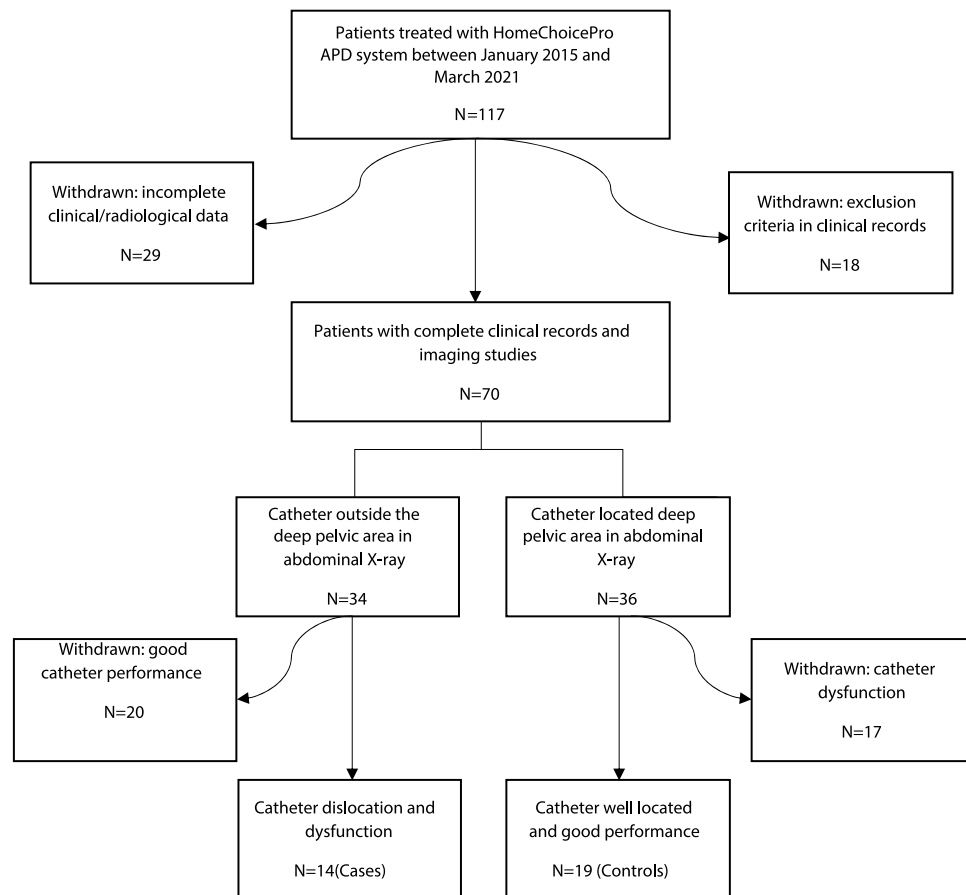 Patients treated with HomeChoicePro
APD system between January 2015 and
March 2021
N=117
Withdrawn: incomplete
clinical/radiological data
N=29
Withdrawn: exclusion
criteria in clinical records
N=18
Patients with complete clinical records and
imaging studies
N=70
Catheter outside the
deep pelvic area in
abdominal X-ray
N=34
Catheter located deep
pelvic area in abdominal
X-ray
N=36
Withdrawn: good
catheter performance
N=20
Withdrawn: catheter
dysfunction
N=17
Catheter dislocation and
dysfunction
N=14(Cases)
Catheter well located
and good performance
N=19 (Controls)